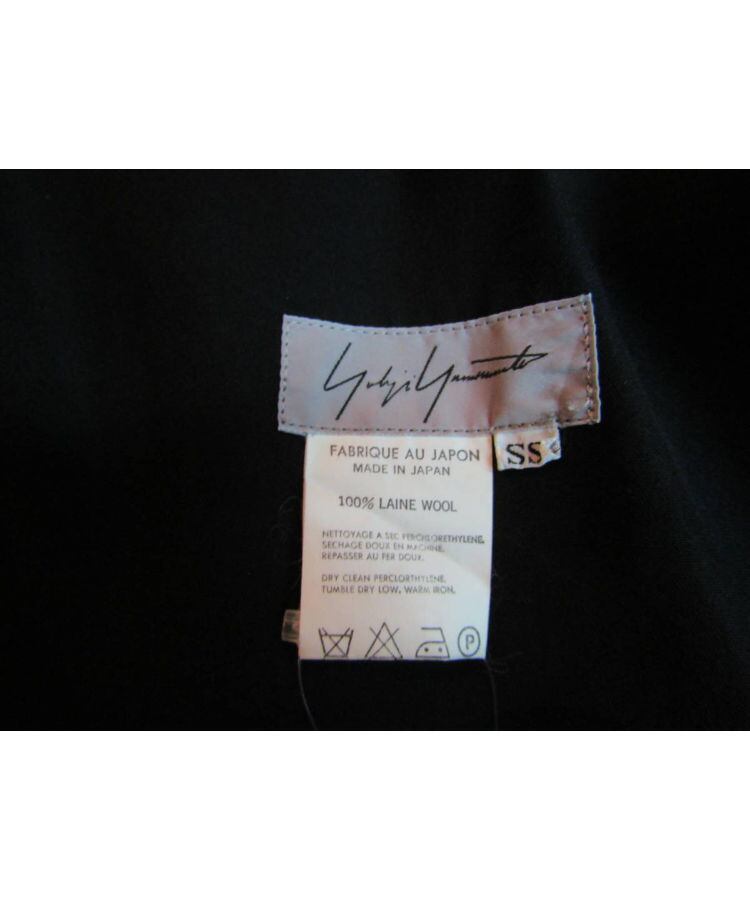 Yohji Yamamoto
SS
FABRIQUE AU JAPON
MADE IN JAPAN
100% LAINE WOOL
NETTOYAGE A SEC PERCHLORETHYLENE.
SECHAGE DOUX EN MACHINE.
REPASSER AU FER DOUX.
DRY CLEAN PERCLORTHYLENE.
TUMBLE DRY LOW, WARM IRON.
P